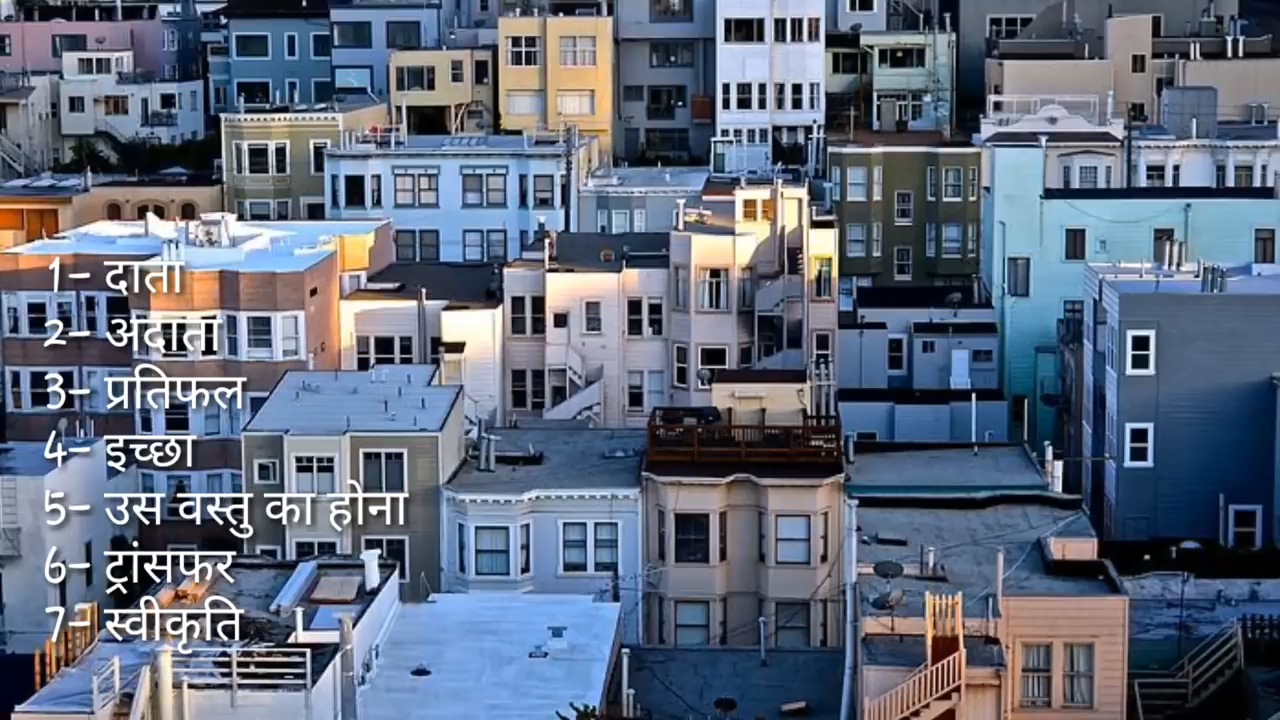 1- दाता
2- अदाता
3- प्रतिफल
4- इच्छा
5- उस वस्तु का होना
6- ट्रांसफर
7- स्वीकृति